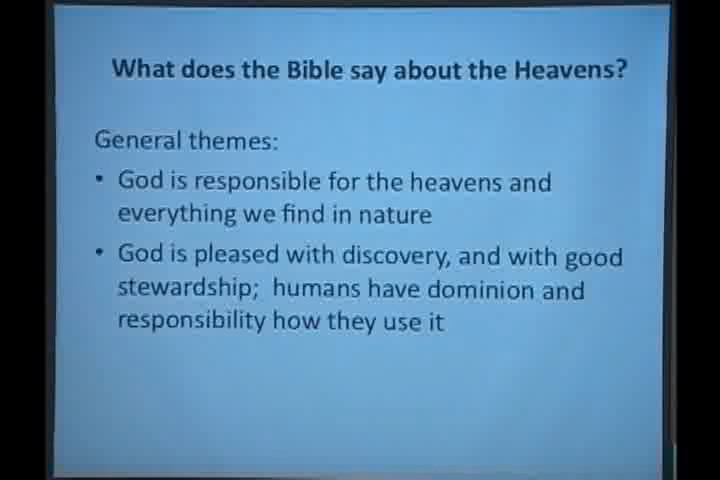 What does the Bible say about the Heavens?
General themes:
• God is responsible for the heavens and
everything we find in nature
• God is pleased with discovery, and with good
stewardship;  humans have dominion and
responsibility how they use it